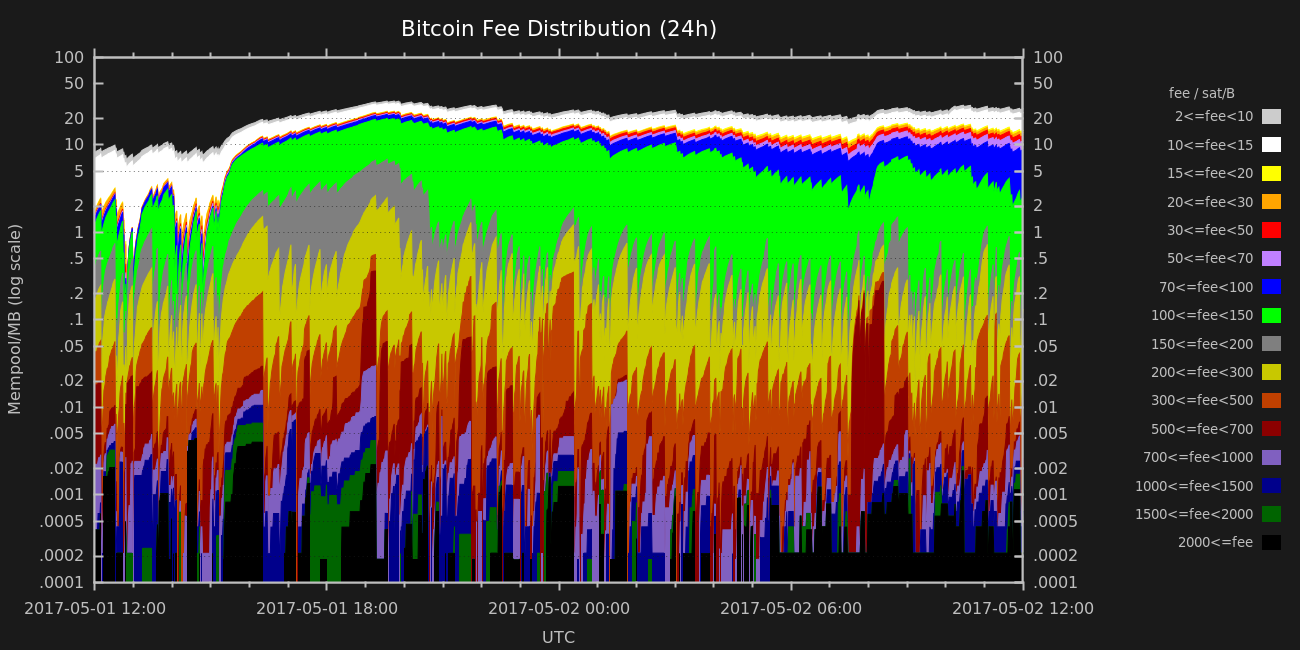 Bitcoin Fee Distribution (24h)
100
50
20
10
5
2
1
.5
.2
.1
.05
.02
.01
.005
.002
.001
.0005
.0002
.0001
Mempool/MB (log scale)
100
50
20
10
5
2
1
.5
.2
.1
.05
.02
.01
.005
.002
.001
.0005
.0002
.0001
2017-05-01 12:00
2017-05-01 18:00
2017-05-02 00:00
2017-05-02 06:00
2017-05-02 12:00
UTC
fee / sat/B
2<=fee<10
10<=fee<15
15<=fee<20
20<=fee<30
30<=fee<50
50<=fee<70
70<=fee<100
100<=fee<150
150<=fee<200
200<=fee<300
300<=fee<500
500<=fee<700
700<=fee<1000
1000<=fee<1500
1500<=fee<2000
2000<=fee